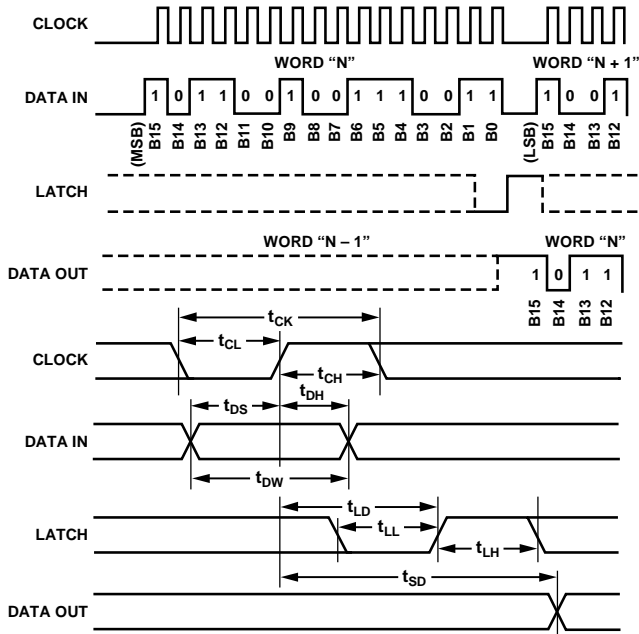 CLOCK
WORD “N” WORD “N + 1”
DATA IN 1 0 1 1 0 0 1 0 0 1 1 1 0 0 1 1 1 0 0 1
(MSB) B15 B14 B13 B12 B11 B10 B9 B8 B7 B6 B5 B4 B3 B2 B1 B0 (LSB) B15 B14 B13 B12
LATCH
WORD “N – 1” WORD “N”
DATA OUT 1 0 1 1
B15 B14 B13 B12
tCK
tCL
CLOCK
tCH
tDS tDH
DATA IN
tDW
tLD
tLL
LATCH
tLH
tSD
DATA OUT